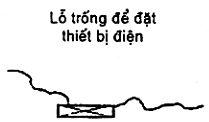 Lỗ trống để đặt
thiết bị điện